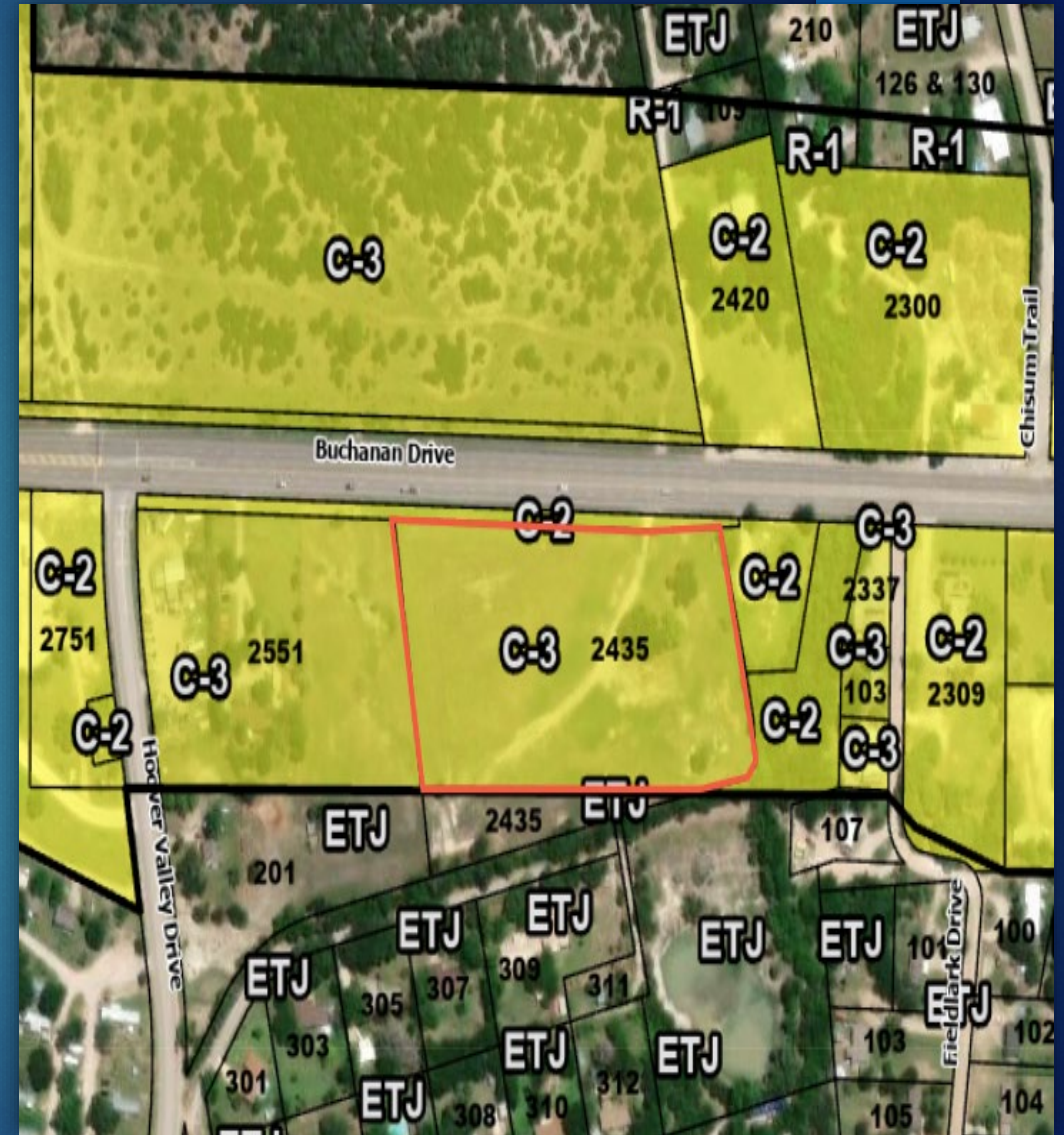 ETJ
210
ETJ
126 & 130
R-1
109
R-1
R-1
C-3
C-2
2420
C-2
2300
Chisum Trail
Buchanan Drive
C-2
C-3
C-2
2751
C-2
2337
C-3
2551
C-3
2435
C-3
103
C-2
2309
C-2
C-2
C-3
Hoover Valley Drive
ETJ
201
2435
ETJ
107
ETJ
ETJ
ETJ
ETJ
101
100
ETJ
305
307
309
311
ETJ
Fieldlark Drive
303
103
102
301
ETJ
ETJ
312
ETJ
308
310
105
104